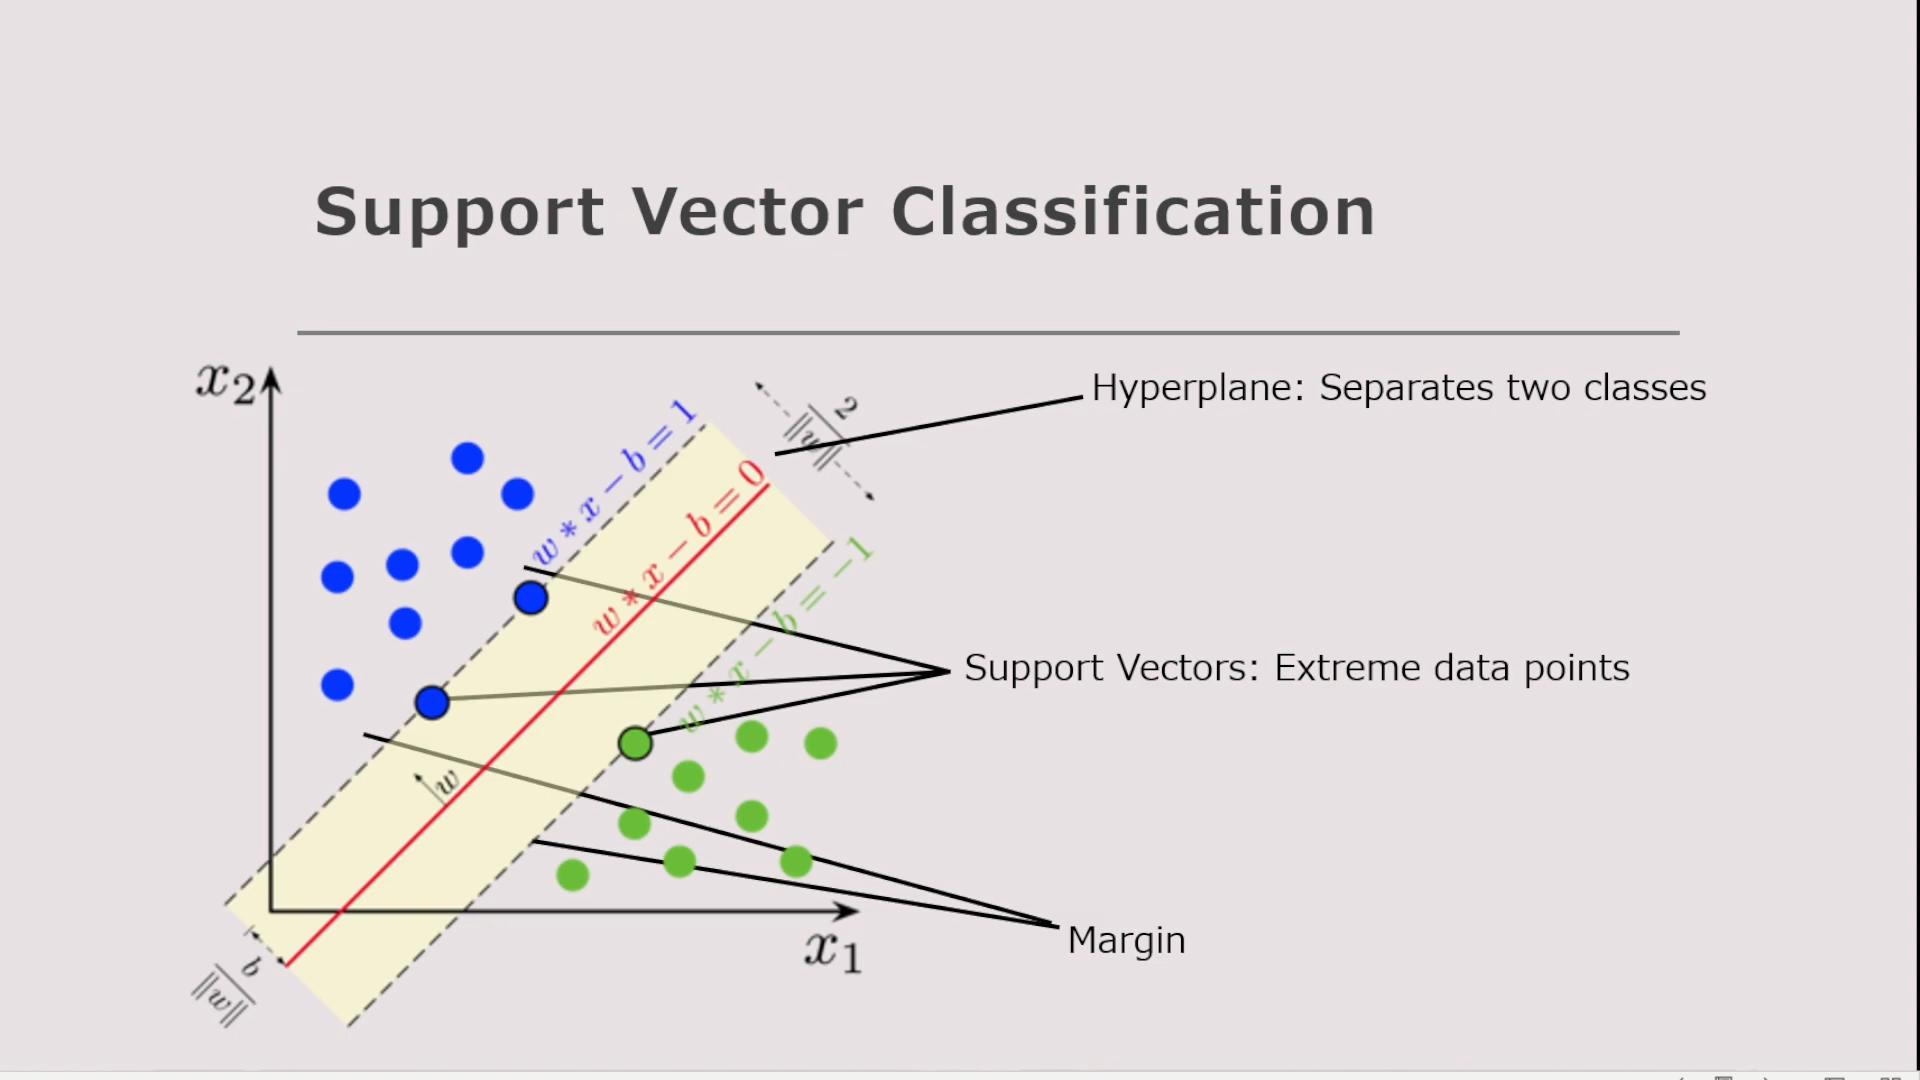 Support Vector Classification
x₂
Hyperplane: Separates two classes
2
‖w‖
w * x − b = 1
w * x − b = 0
w * x − b = −1
Support Vectors: Extreme data points
w
Margin
x₁
b
‖w‖